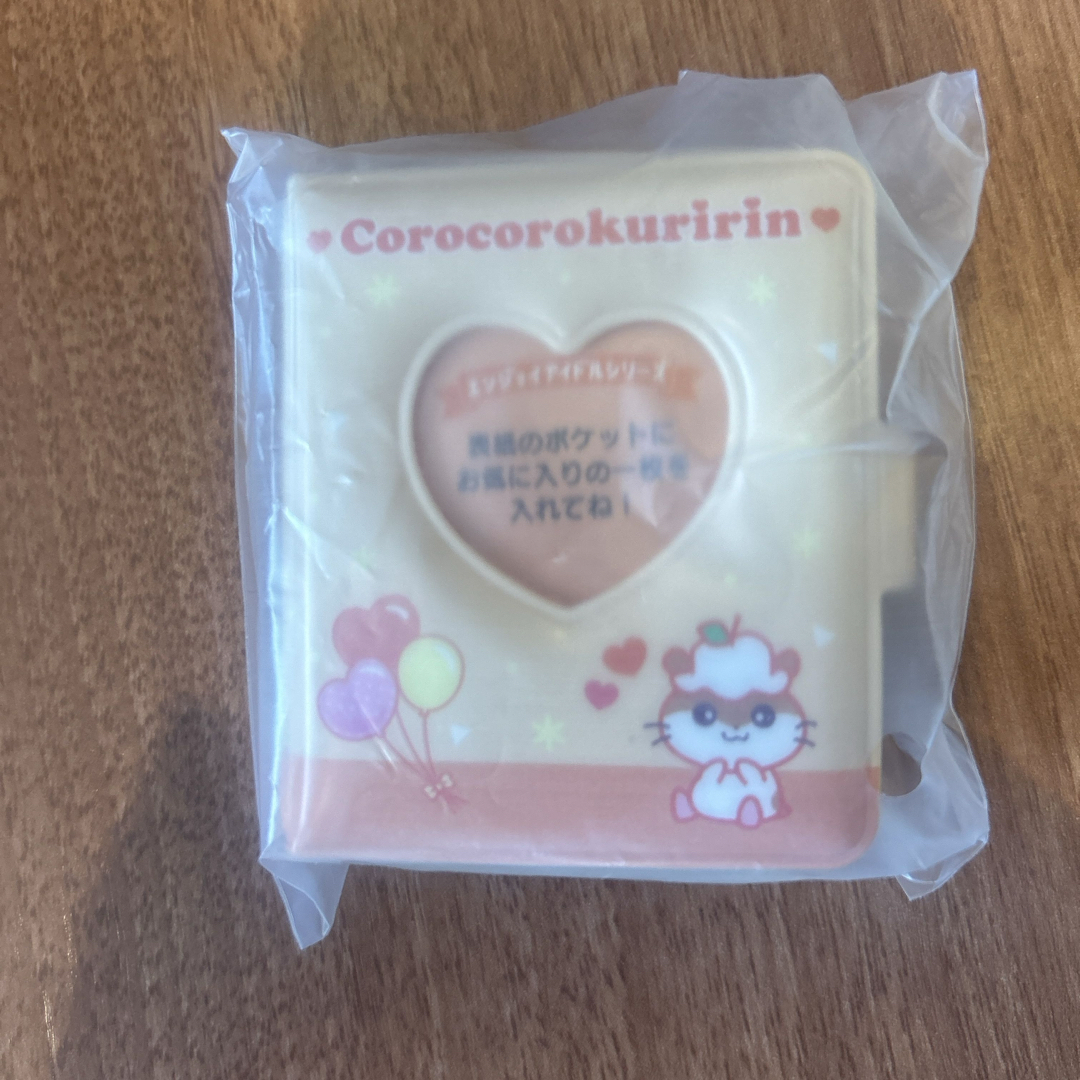 Corocorokuririn
エンジョイアイドルシリーズ
表紙のポケットに
お気に入りの一枚を
入れてね！